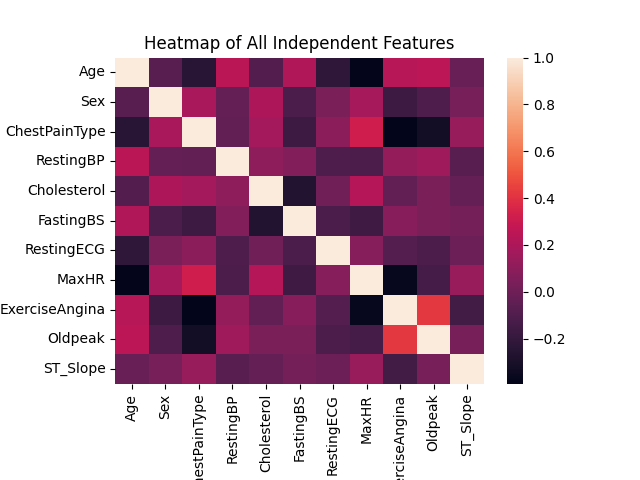 Heatmap of All Independent Features
Age
Sex
ChestPainType
RestingBP
Cholesterol
FastingBS
RestingECG
MaxHR
ExerciseAngina
Oldpeak
ST_Slope
1.0
0.8
0.6
0.4
0.2
0.0
−0.2
Age
Sex
hestPainType
RestingBP
Cholesterol
FastingBS
RestingECG
MaxHR
erciseAngina
Oldpeak
ST_Slope